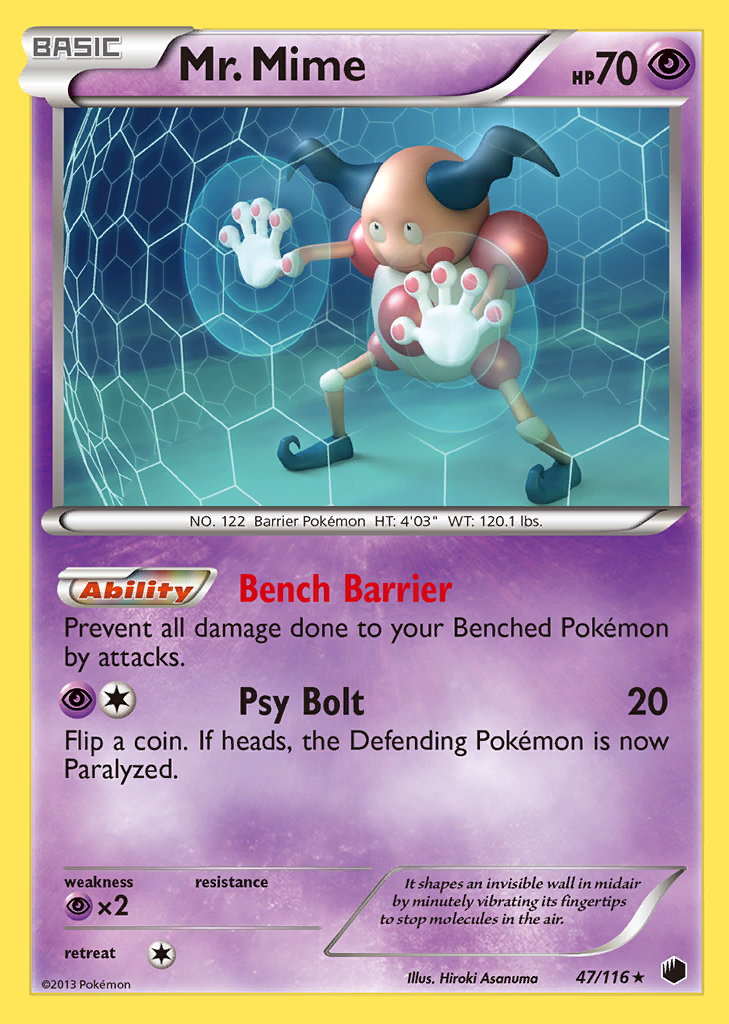 BASIC Mr. Mime HP70
NO. 122 Barrier Pokémon HT: 4'03" WT: 120.1 lbs.
Ability Bench Barrier
Prevent all damage done to your Benched Pokémon
by attacks.
Psy Bolt 20
Flip a coin. If heads, the Defending Pokémon is now
Paralyzed.
weakness resistance
×2
retreat
It shapes an invisible wall in midair
by minutely vibrating its fingertips
to stop molecules in the air.
©2013 Pokémon Illus. Hiroki Asanuma 47/116 ★